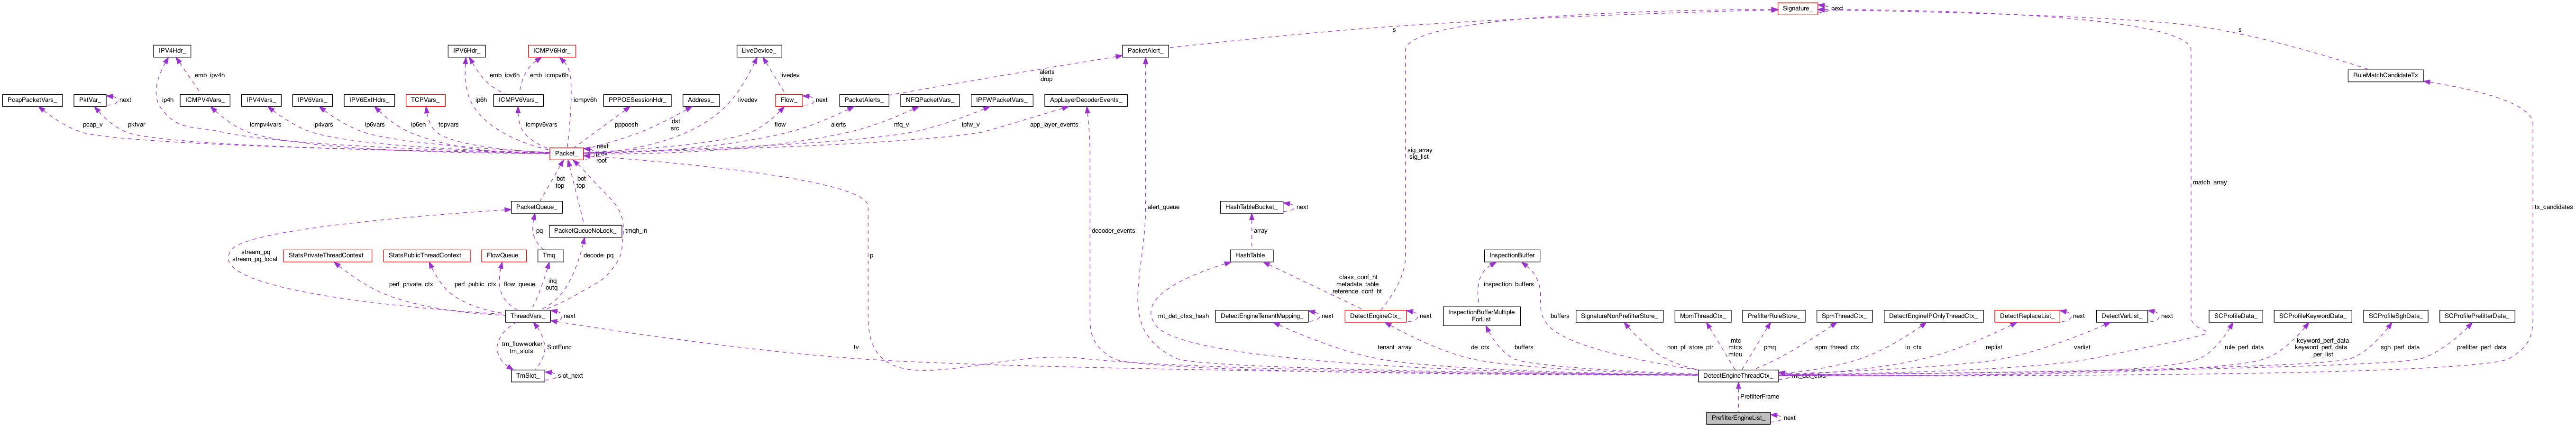 Signature_
next
s
s
IPV4Hdr_
IPV6Hdr_
ICMPV6Hdr_
LiveDevice_
PacketAlert_
RuleMatchCandidateTx
emb_ipv4h
emb_ipv6h
emb_icmpv6h
livedev
alerts
drop
PcapPacketVars_
PktVar_
next
ip4h
ICMPV4Vars_
IPV4Vars_
IPV6Vars_
IPV6ExtHdrs_
TCPVars_
ip6h
ICMPV6Vars_
icmpv6h
PPPOESessionHdr_
Address_
livedev
Flow_
next
PacketAlerts_
NFQPacketVars_
IPFWPacketVars_
AppLayerDecoderEvents_
pcap_v
pktvar
icmpv4vars
ip4vars
ip6vars
ip6eh
tcpvars
icmpv6vars
pppoesh
dst
src
flow
alerts
nfq_v
ipfw_v
app_layer_events
Packet_
next
root
sig_array
sig_list
match_array
bot
top
bot
top
PacketQueue_
alert_queue
HashTableBucket_
next
tx_candidates
pq
PacketQueueNoLock_
tmqh_in
decoder_events
array
stream_pq
stream_pq_local
StatsPrivateThreadContext_
StatsPublicThreadContext_
FlowQueue_
Tmq_
decode_pq
p
HashTable_
InspectionBuffer
perf_private_ctx
perf_public_ctx
flow_queue
inq
outq
class_conf_ht
metadata_table
reference_conf_ht
inspection_buffers
ThreadVars_
next
mt_det_ctxs_hash
DetectEngineTenantMapping_
next
DetectEngineCtx_
next
InspectionBufferMultiple
ForList
buffers
SignatureNonPrefilterStore_
MpmThreadCtx_
PrefilterRuleStore_
SpmThreadCtx_
DetectEngineIPOnlyThreadCtx_
DetectReplaceList_
next
DetectVarList_
next
SCProfileData_
SCProfileKeywordData_
SCProfileSghData_
SCProfilePrefilterData_
tm_flowworker
tm_slots
SlotFunc
tv
tenant_array
de_ctx
buffers
non_pf_store_ptr
mtc
mtcs
mtcu
pmq
spm_thread_ctx
io_ctx
replist
varlist
rule_perf_data
keyword_perf_data
keyword_perf_data
_per_list
sgh_perf_data
prefilter_perf_data
TmSlot_
slot_next
DetectEngineThreadCtx_
mt_det_ctxs
PrefilterFrame
PrefilterEngineList_
next